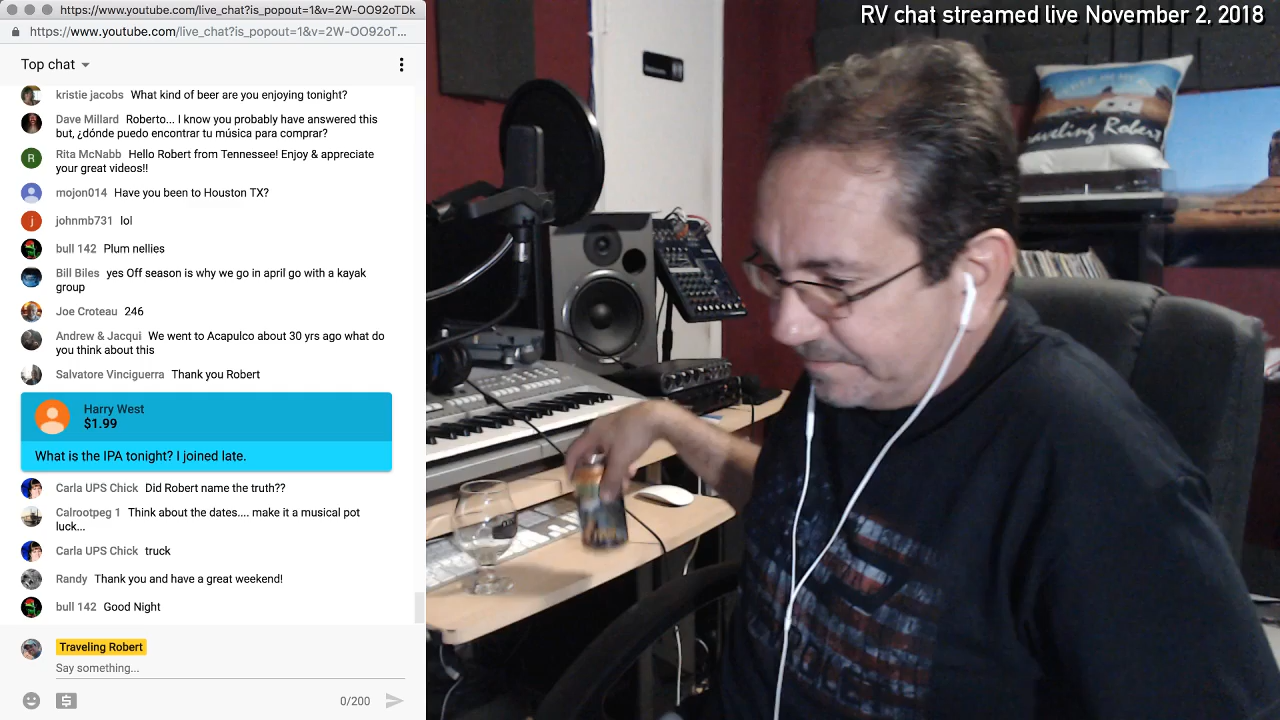 https://www.youtube.com/live_chat?is_popout=1&v=2W-OO92oTDk
https://www.youtube.com/live_chat?is_popout=1&v=2W-OO92oT...
RV chat streamed live November 2, 2018
Top chat
kristie jacobs What kind of beer are you enjoying tonight?
Dave Millard Roberto... I know you probably have answered this
but, ¿dónde puedo encontrar tu música para comprar?
R
Rita McNabb Hello Robert from Tennessee! Enjoy & appreciate
your great videos!!
mojon014 Have you been to Houston TX?
j
johnmb731 lol
bull 142 Plum nellies
Bill Biles yes Off season is why we go in april go with a kayak
group
Joe Croteau 246
Andrew & Jacqui We went to Acapulco about 30 yrs ago what do
you think about this
Salvatore Vinciguerra Thank you Robert
Harry West
$1.99
What is the IPA tonight? I joined late.
Carla UPS Chick Did Robert name the truth??
Calrootpeg 1 Think about the dates.... make it a musical pot
luck...
Carla UPS Chick truck
Randy Thank you and have a great weekend!
bull 142 Good Night
Traveling Robert
Say something...
0/200
Traveling Robert